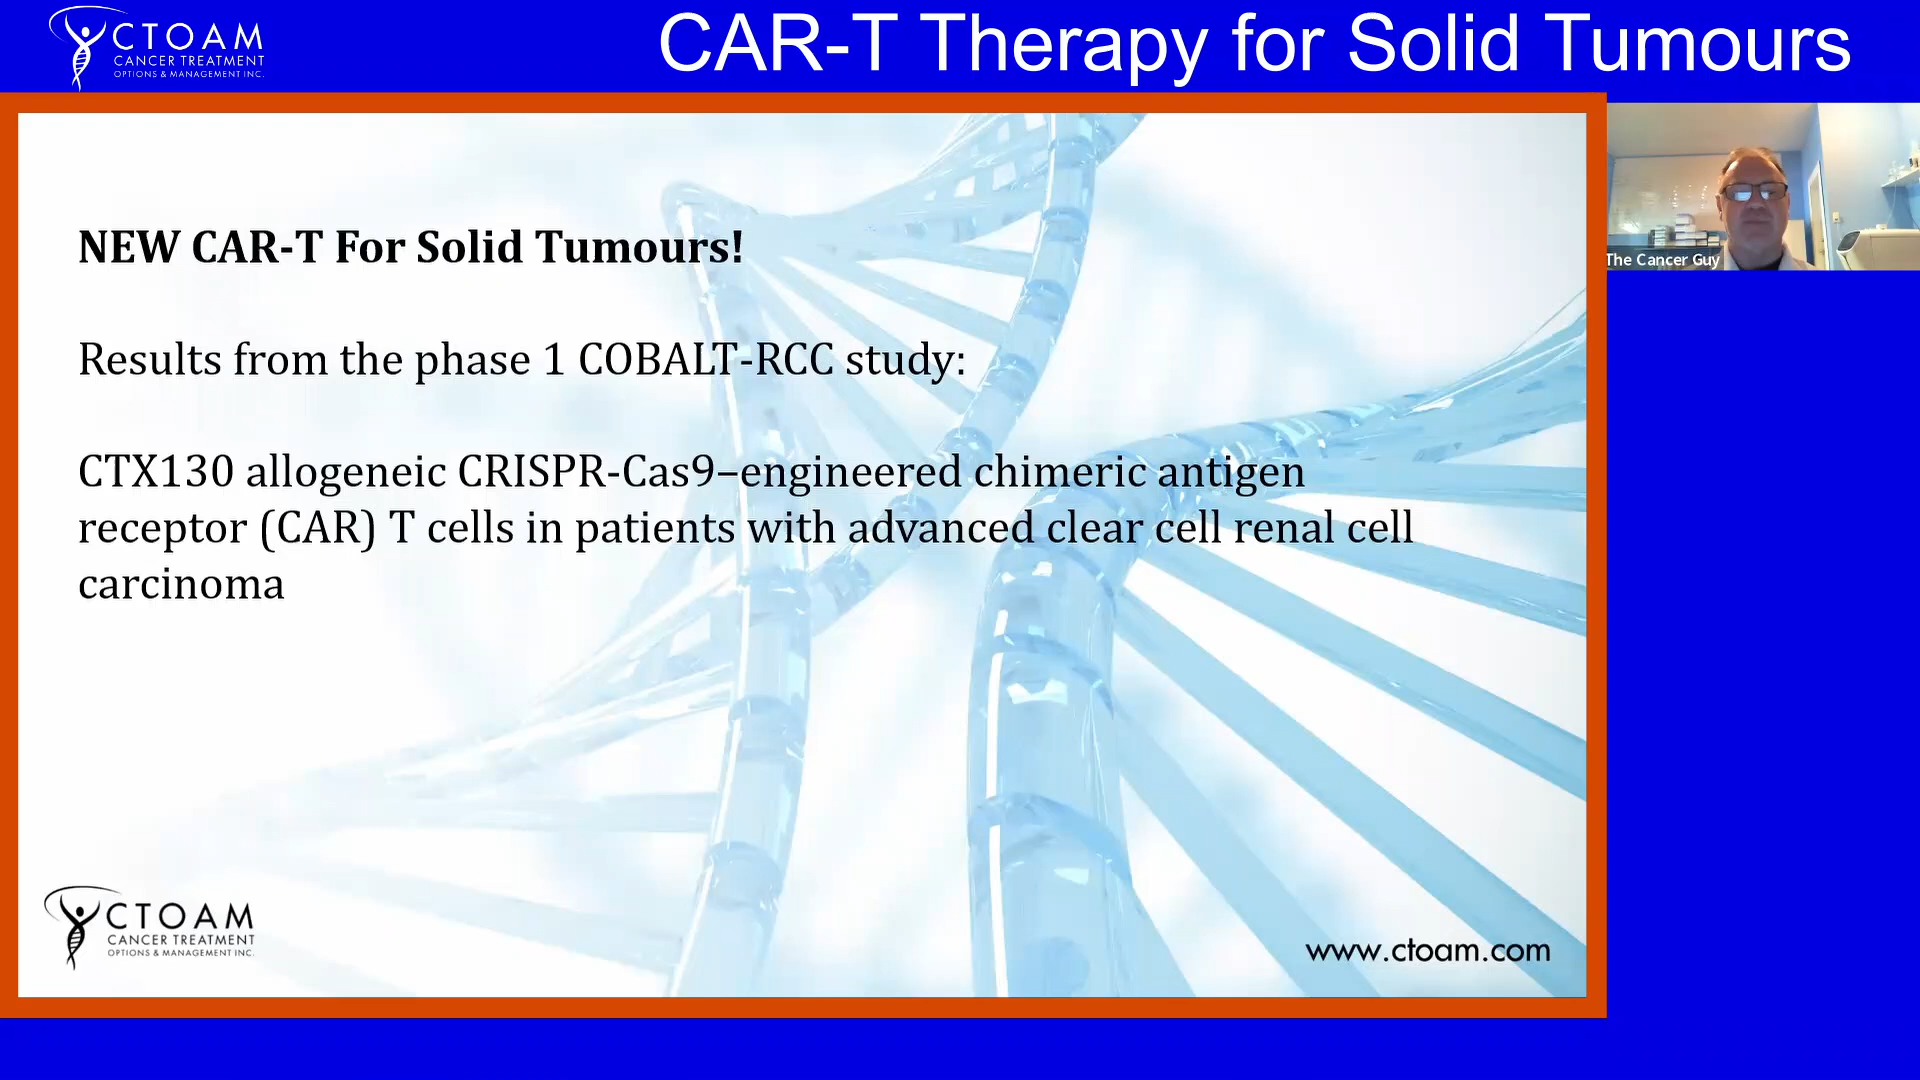 CTOAM
CANCER TREATMENT
OPTIONS & MANAGEMENT INC.
CAR-T Therapy for Solid Tumours
The Cancer Guy
NEW CAR-T For Solid Tumours!
Results from the phase 1 COBALT-RCC study:
CTX130 allogeneic CRISPR-Cas9–engineered chimeric antigen
receptor (CAR) T cells in patients with advanced clear cell renal cell
carcinoma
CTOAM
CANCER TREATMENT
OPTIONS & MANAGEMENT INC.
www.ctoam.com